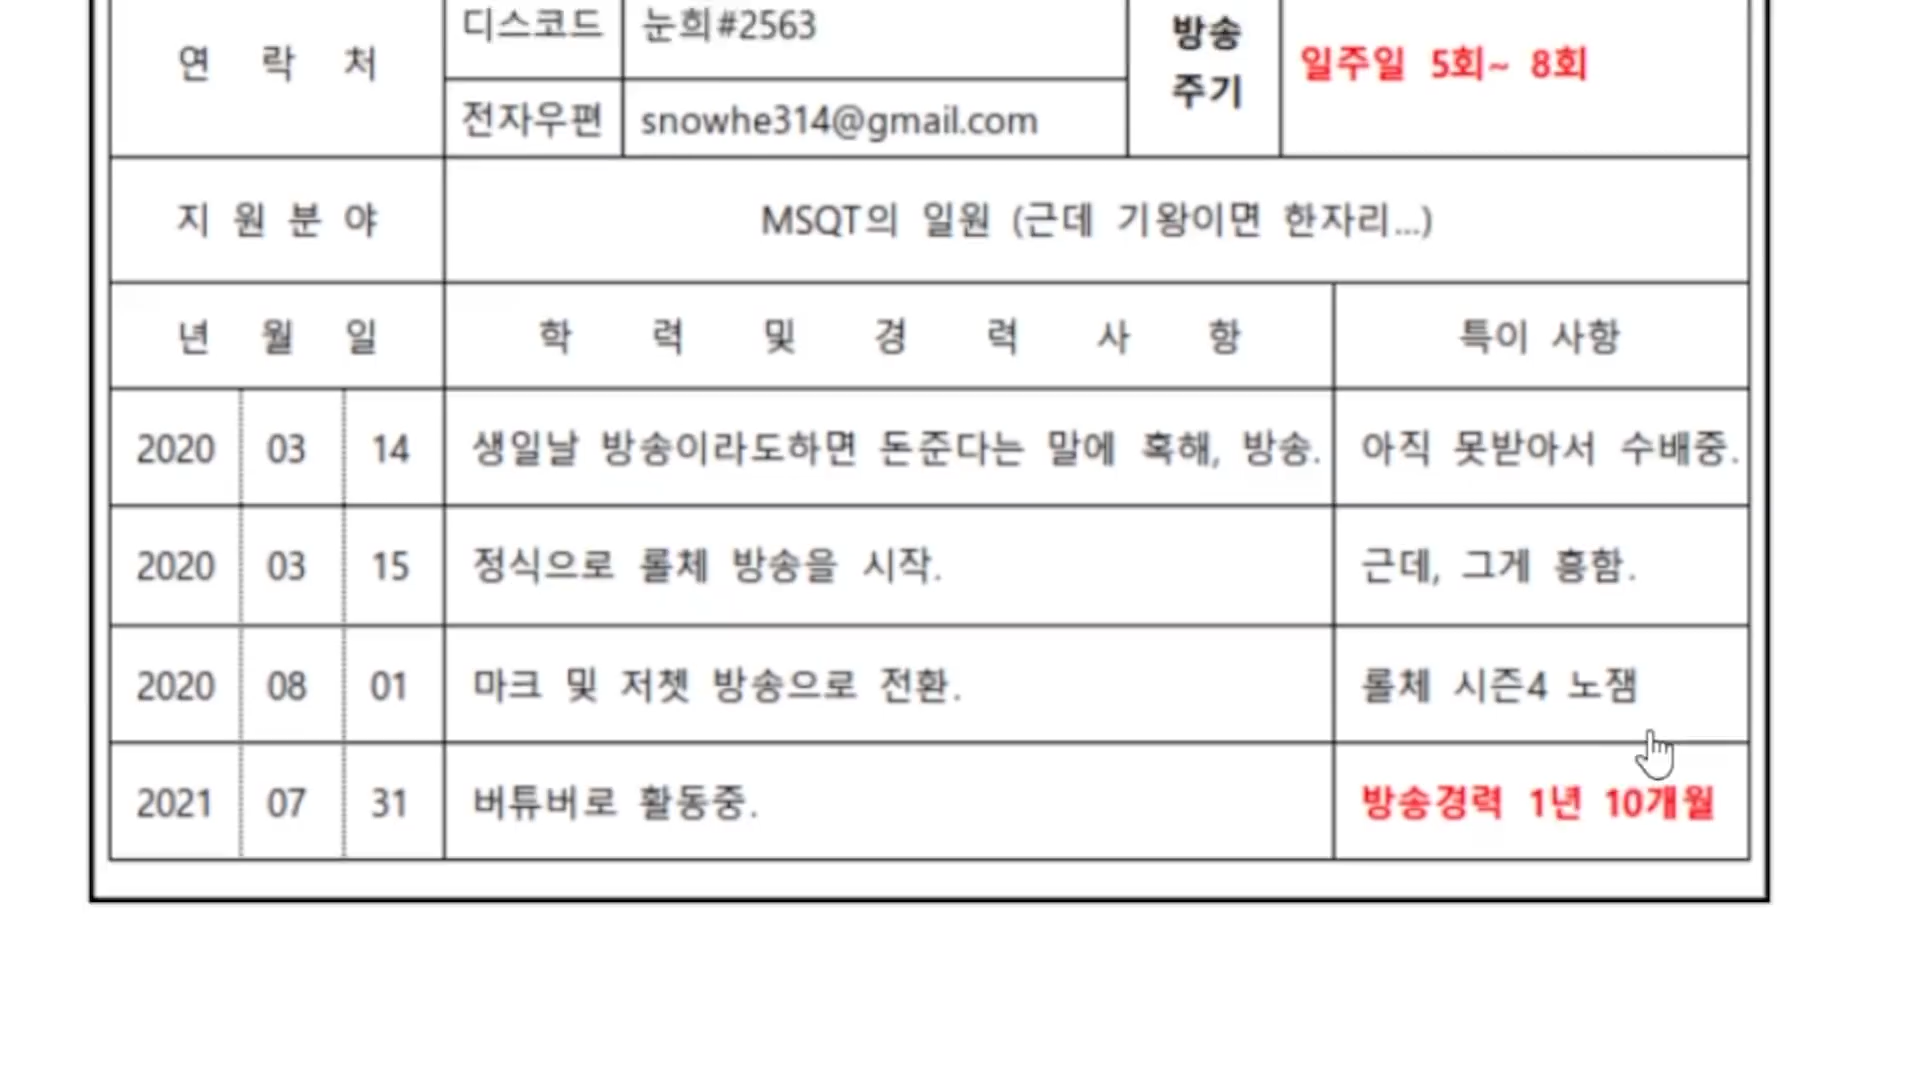 연 락 처 디스코드 눈희#2563 방송 주기 일주일 5회~ 8회
전자우편 snowhe314@gmail.com
지 원 분 야 MSQT의 일원 (근데 기왕이면 한자리...)
년 월 일 학 력 및 경 력 사 항 특이 사항
2020 03 14 생일날 방송이라도하면 돈준다는 말에 혹해, 방송. 아직 못받아서 수배중.
2020 03 15 정식으로 롤체 방송을 시작. 근데, 그게 흥함.
2020 08 01 마크 및 저챗 방송으로 전환. 롤체 시즌4 노잼
2021 07 31 버튜버로 활동중. 방송경력 1년 10개월